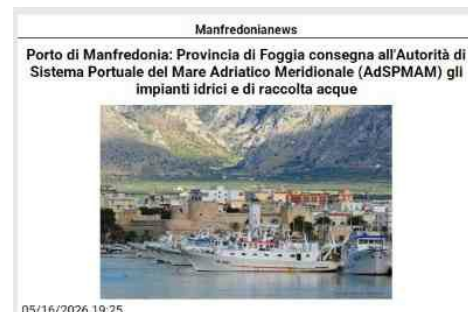 Manfredonianews
Porto di Manfredonia: Provincia di Foggia consegna all'Autorità di
Sistema Portuale del Mare Adriatico Meridionale (AdSPMAM) gli
impianti idrici e di raccolta acque
05/16/2026 19:25